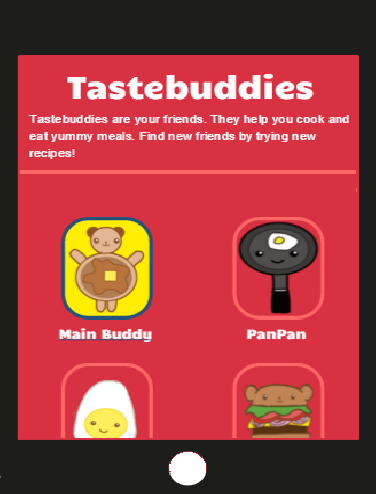 Tastebuddies
Tastebuddies are your friends. They help you cook and
eat yummy meals. Find new friends by trying new
recipes!
Main Buddy
PanPan